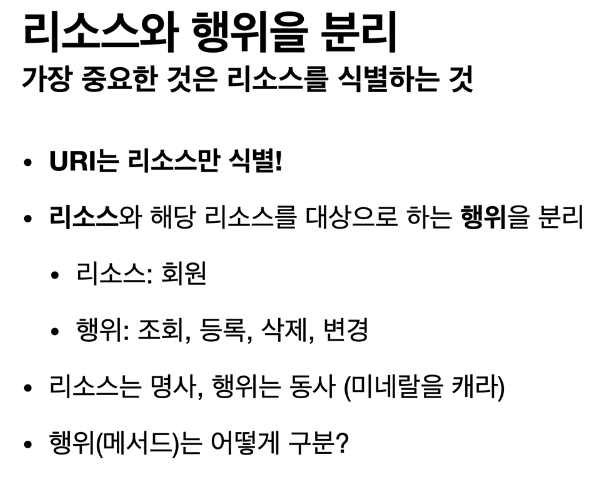 리소스와 행위을 분리
가장 중요한 것은 리소스를 식별하는 것
• URI는 리소스만 식별!
• 리소스와 해당 리소스를 대상으로 하는 행위을 분리
• 리소스: 회원
• 행위: 조회, 등록, 삭제, 변경
• 리소스는 명사, 행위는 동사 (미네랄을 캐라)
• 행위(메서드)는 어떻게 구분?